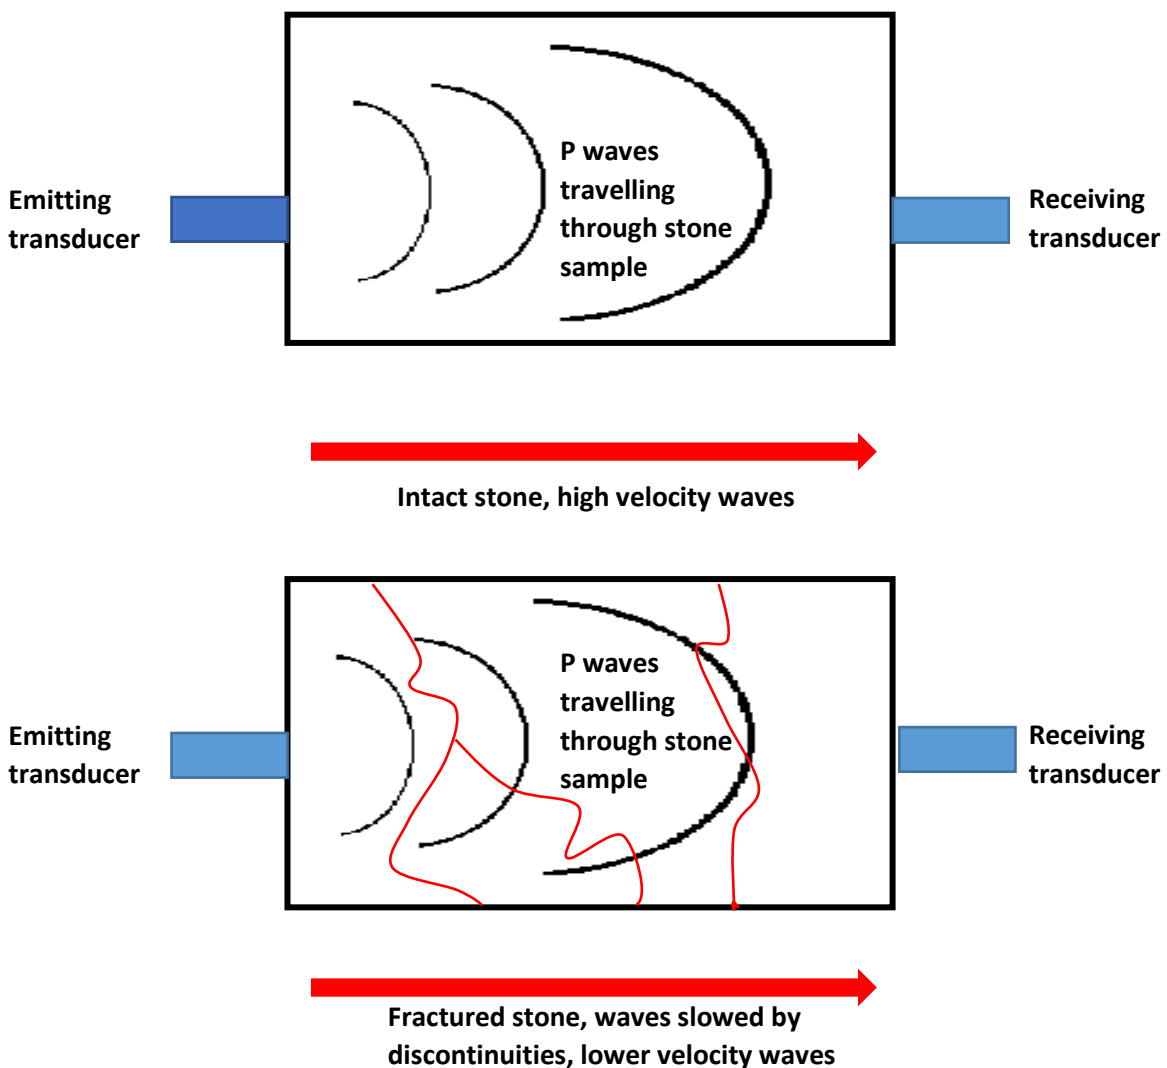 P waves
travelling
through stone
sample
Emitting
transducer
Receiving
transducer
Intact stone, high velocity waves
P waves
travelling
through stone
sample
Emitting
transducer
Receiving
transducer
Fractured stone, waves slowed by
discontinuities, lower velocity waves